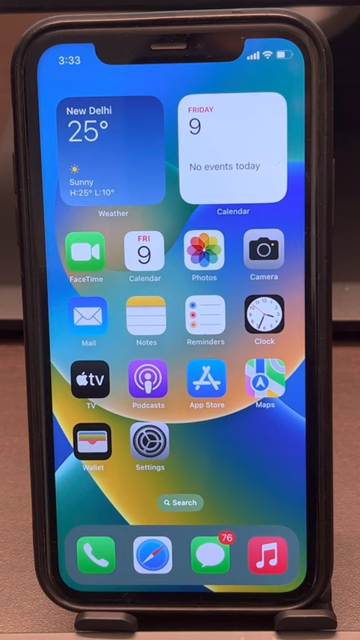 3:33
New Delhi
25°
Sunny
H:25° L:10°
Weather
FRIDAY
9
No events today
Calendar
FaceTime
FRI
9
Calendar
Photos
Camera
Mail
Notes
Reminders
Clock
tv
TV
Podcasts
App Store
Maps
Wallet
Settings
Search
76